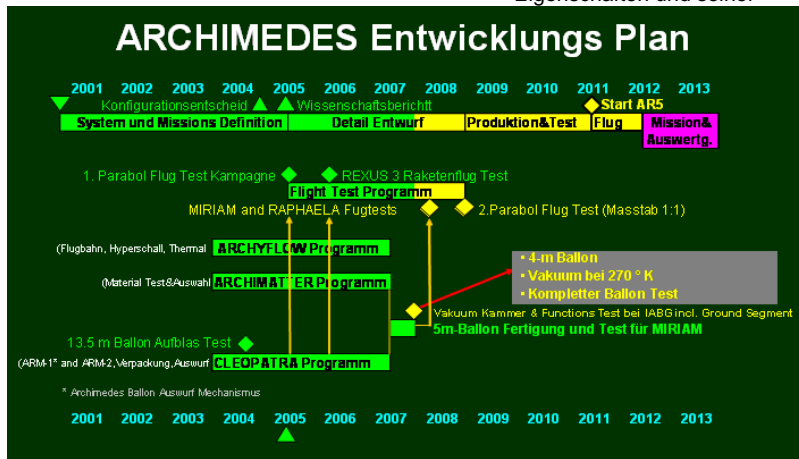 Eigenschaften und seiner
ARCHIMEDES Entwicklungs Plan
2001 2002 2003 2004 2005 2006 2007 2008 2009 2010 2011 2012 2013
Konfigurationsentscheid Wissenschaftsberichtt Start AR5
System und Missions Definition Detail Entwurf Produktion&Test Flug Mission&
Auswertg.
1. Parabol Flug Test Kampagne REXUS 3 Raketenflug Test
Flight Test Programm
MIRIAM and RAPHAELA Fugtests 2.Parabol Flug Test (Masstab 1:1)
(Flugbahn, Hyperschall, Thermal ARCHYFLOW Programm
• 4-m Ballon
• Vakuum bei 270 ° K
• Kompletter Ballon Test
(Material Test&Auswahl ARCHIMATTER Programm
Vakuum Kammer & Functions Test bei IABG incl. Ground Segment
5m-Ballon Fertigung und Test für MIRIAM
13.5 m Ballon Aufblas Test
(ARM-1* and ARM-2,Verpackung,Auswurf CLEOPATRA Programm
* Archimedes Ballon Auswurf Mechanismus
2001 2002 2003 2004 2005 2006 2007 2008 2009 2010 2011 2012 2013